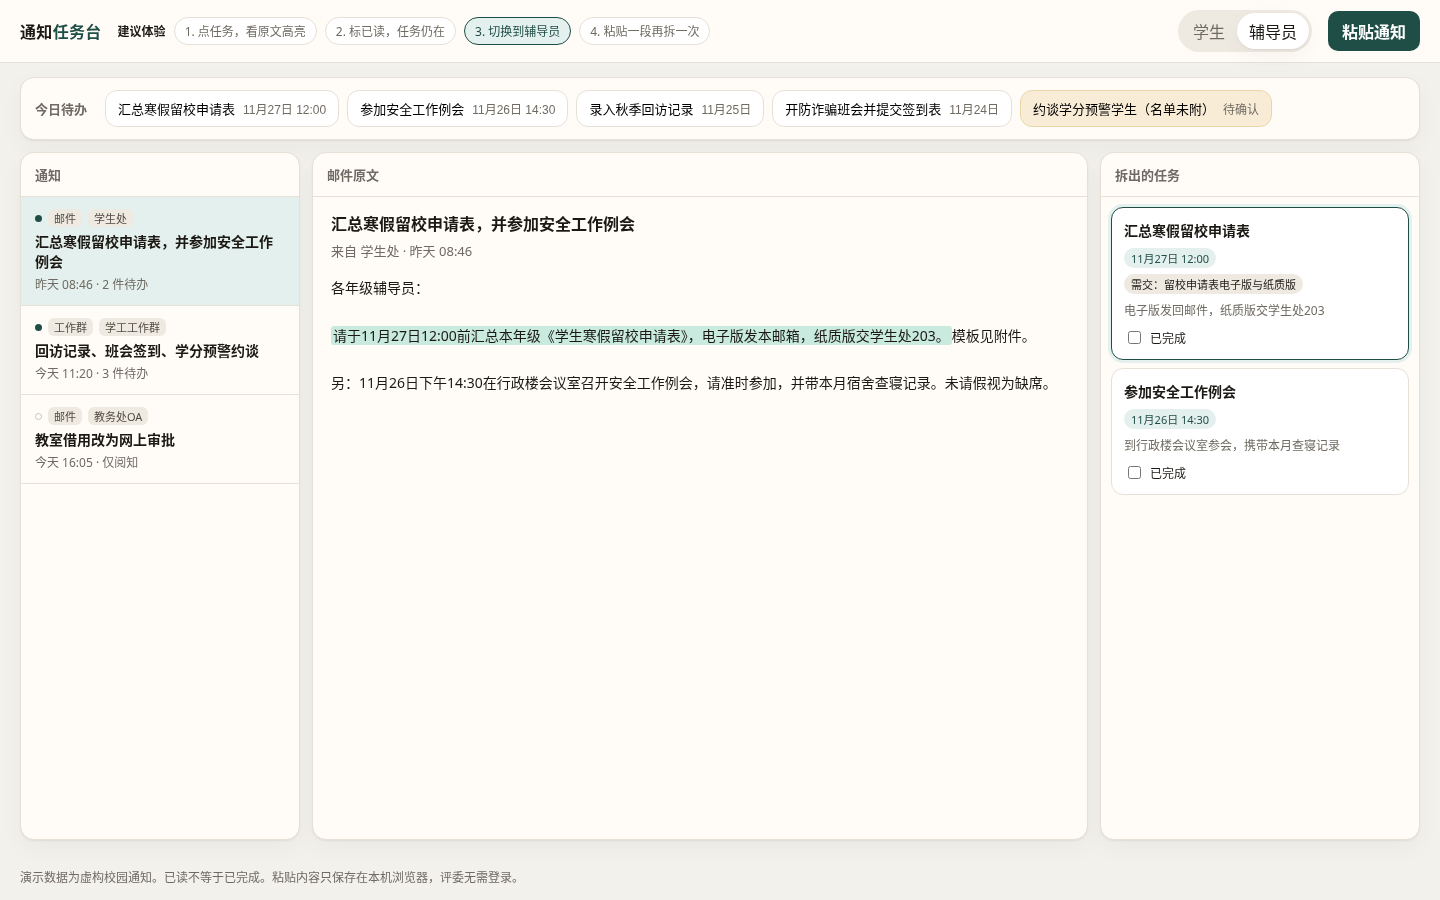 通知任务台 建议体验 1. 点任务，看原文高亮 2. 标已读，任务仍在 3. 切换到辅导员 4. 粘贴一段再拆一次 学生 辅导员 粘贴通知
今日待办 汇总寒假留校申请表 11月27日 12:00 参加安全工作例会 11月26日 14:30 录入秋季回访记录 11月25日 开防诈骗班会并提交签到表 11月24日 约谈学分预警学生（名单未附） 待确认
通知
邮件 学生处
汇总寒假留校申请表，并参加安全工作
例会
昨天 08:46 · 2 件待办
工作群 学工工作群
回访记录、班会签到、学分预警约谈
今天 11:20 · 3 件待办
邮件 教务处OA
教室借用改为网上审批
今天 16:05 · 仅阅知
邮件原文
汇总寒假留校申请表，并参加安全工作例会
来自 学生处 · 昨天 08:46
各年级辅导员：
请于11月27日12:00前汇总本年级《学生寒假留校申请表》，电子版发本邮箱，纸质版交学生处203。模板见附件。
另：11月26日下午14:30在行政楼会议室召开安全工作例会，请准时参加，并带本月宿舍查寝记录。未请假视为缺席。
拆出的任务
汇总寒假留校申请表
11月27日 12:00
需交：留校申请表电子版与纸质版
电子版发回邮件，纸质版交学生处203
已完成
参加安全工作例会
11月26日 14:30
到行政楼会议室参会，携带本月查寝记录
已完成
演示数据为虚构校园通知。已读不等于已完成。粘贴内容只保存在本机浏览器，评委无需登录。